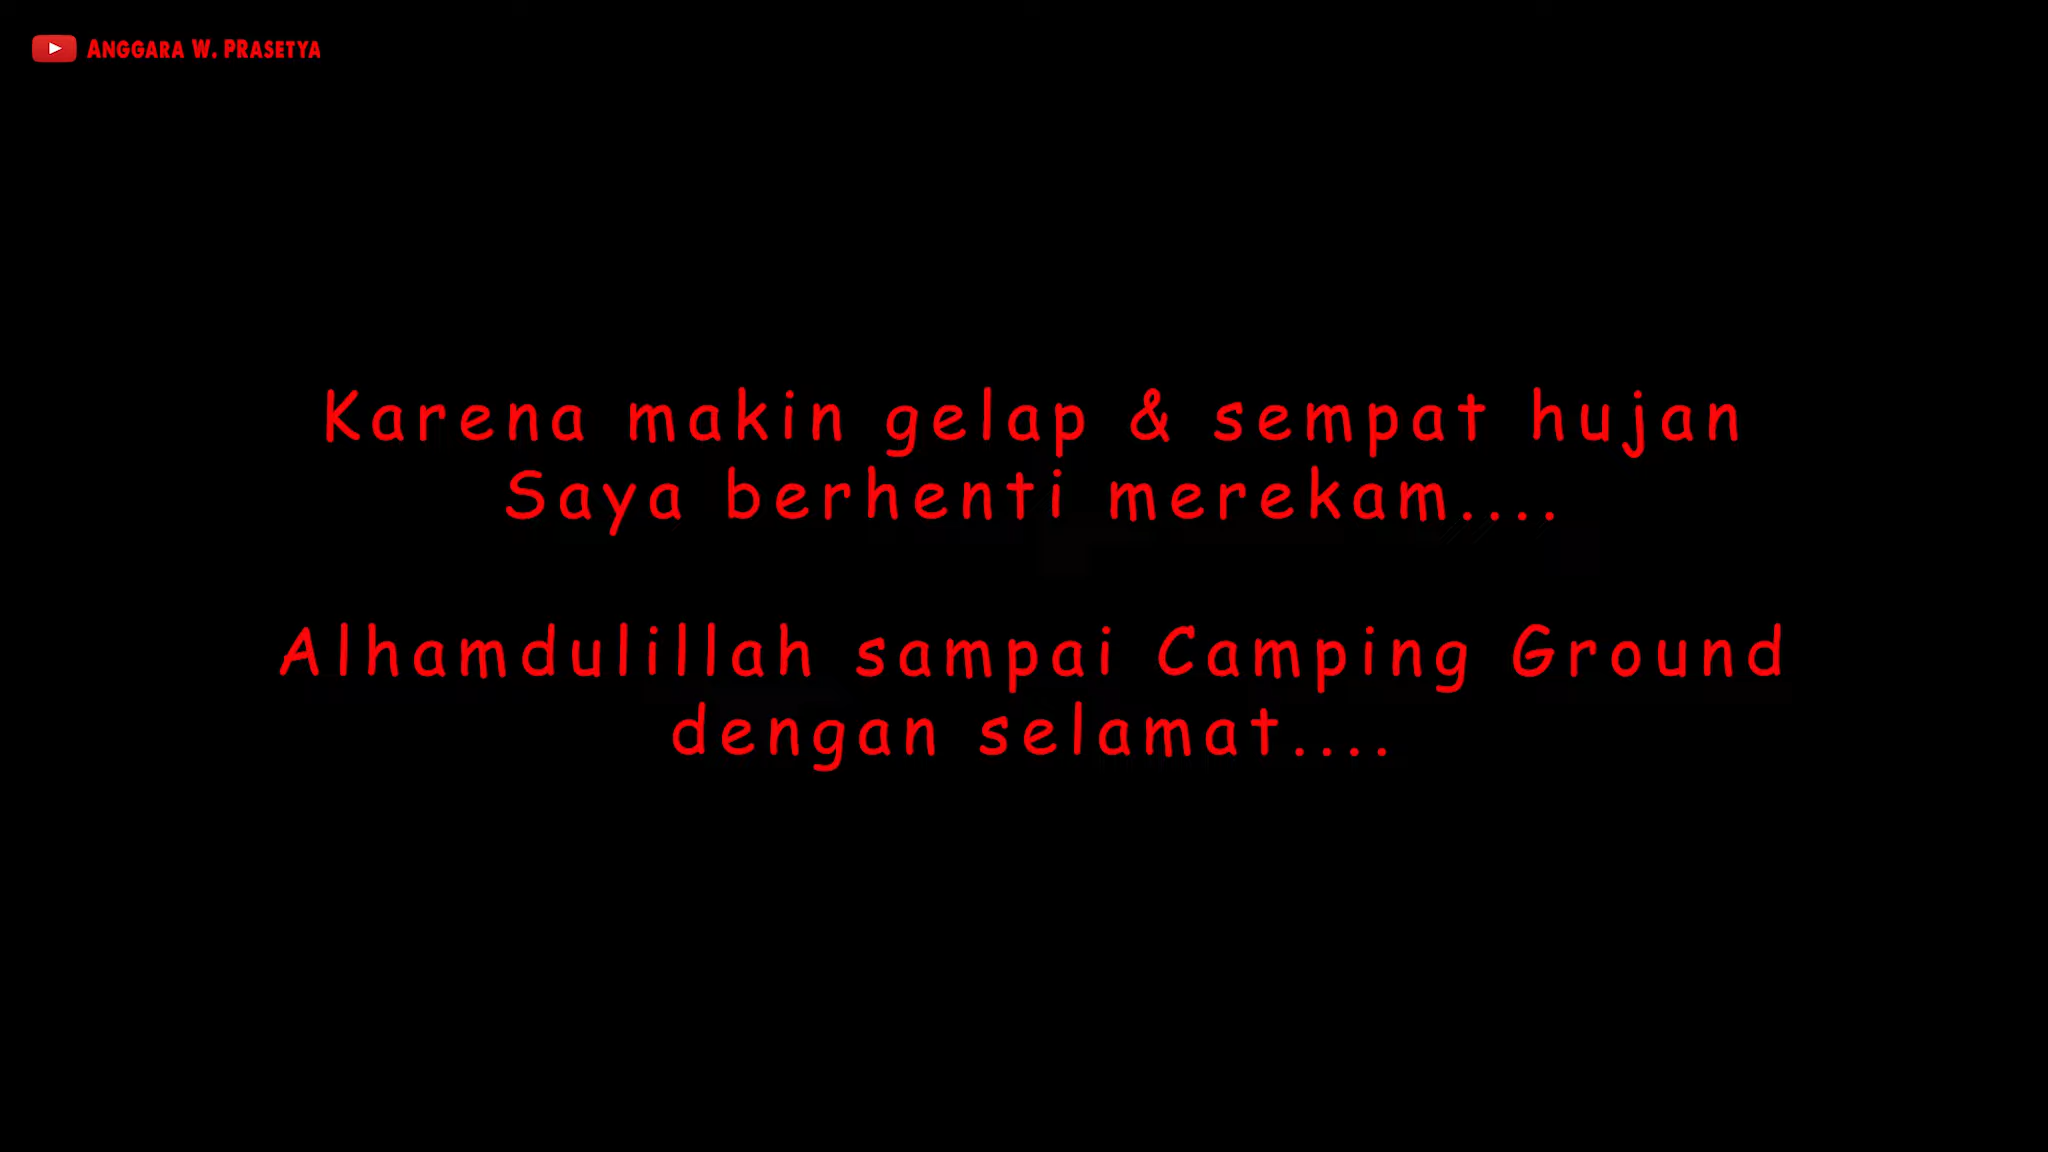 ANGGARA W. PRASETYA
Karena makin gelap & sempat hujan
Saya berhenti merekam....
Alhamdulillah sampai Camping Ground
dengan selamat....